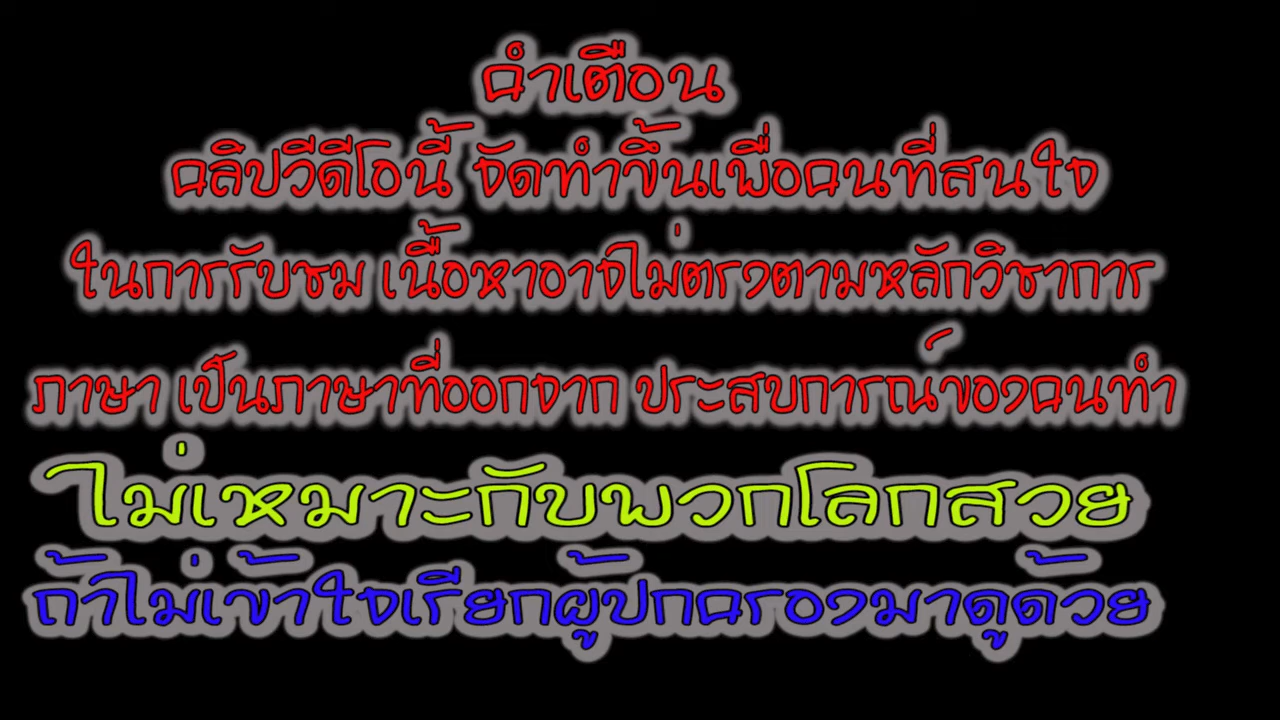 คำเตือน
คลิปวีดีโอนี้ จัดทำขึ้นเพื่อคนที่สนใจ
ในการรับชม เนื้อหาอาจไม่ตรงตามหลักวิชาการ
ภาษา เป็นภาษาที่ออกจาก ประสบการณ์ของคนทำ
ไม่เหมาะกับพวกโลกสวย
ถ้าไม่เข้าใจเรียกผู้ปกครองมาดูด้วย